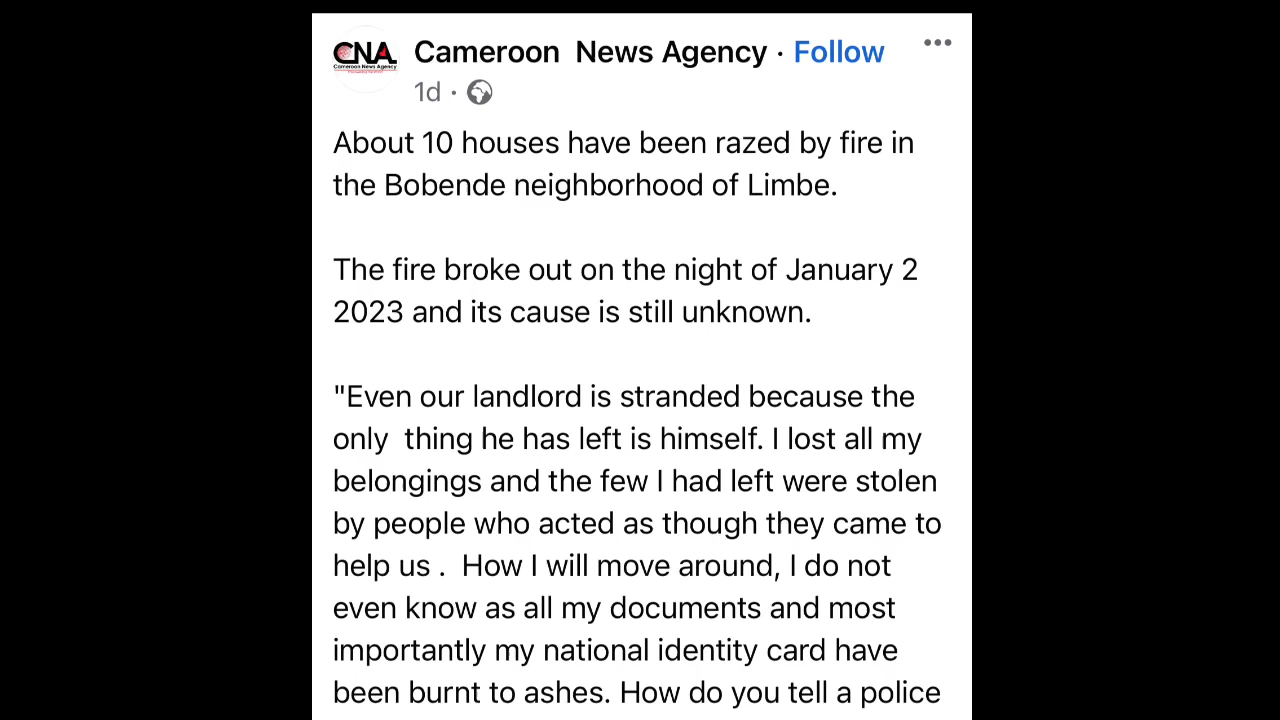 CNA
Cameroon News Agency
Cameroon  News Agency · Follow
1d ·
About 10 houses have been razed by fire in
the Bobende neighborhood of Limbe.
The fire broke out on the night of January 2
2023 and its cause is still unknown.
"Even our landlord is stranded because the
only  thing he has left is himself. I lost all my
belongings and the few I had left were stolen
by people who acted as though they came to
help us .  How I will move around, I do not
even know as all my documents and most
importantly my national identity card have
been burnt to ashes. How do you tell a police